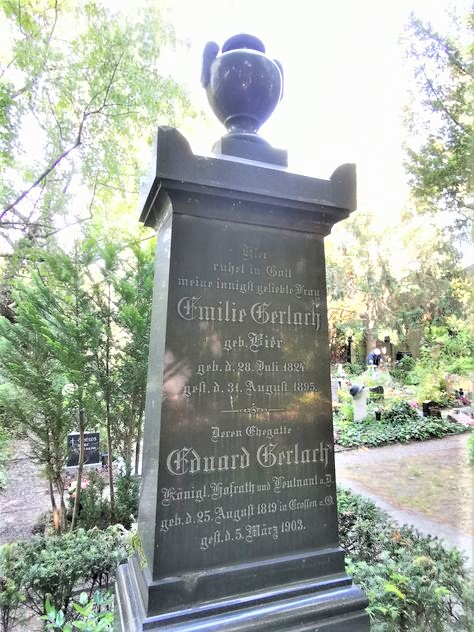 Hier
ruhet in Gott
meine innigst geliebte Frau
Emilie Gerlach
geb. Bier
geb. d. 28. Juli 1824
gest. d. 31. August 1895.
Deren Ehegatte
Eduard Gerlach
Königl. Hofrath und Leutnant a.D.
geb. d. 25. August 1819 in Crossen a.O.
gest. d. 5. März 1903.